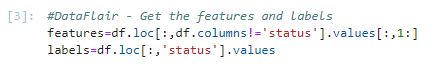 [3]: #DataFlair - Get the features and labels
features=df.loc[:,df.columns!='status'].values[:,1:]
labels=df.loc[:,'status'].values